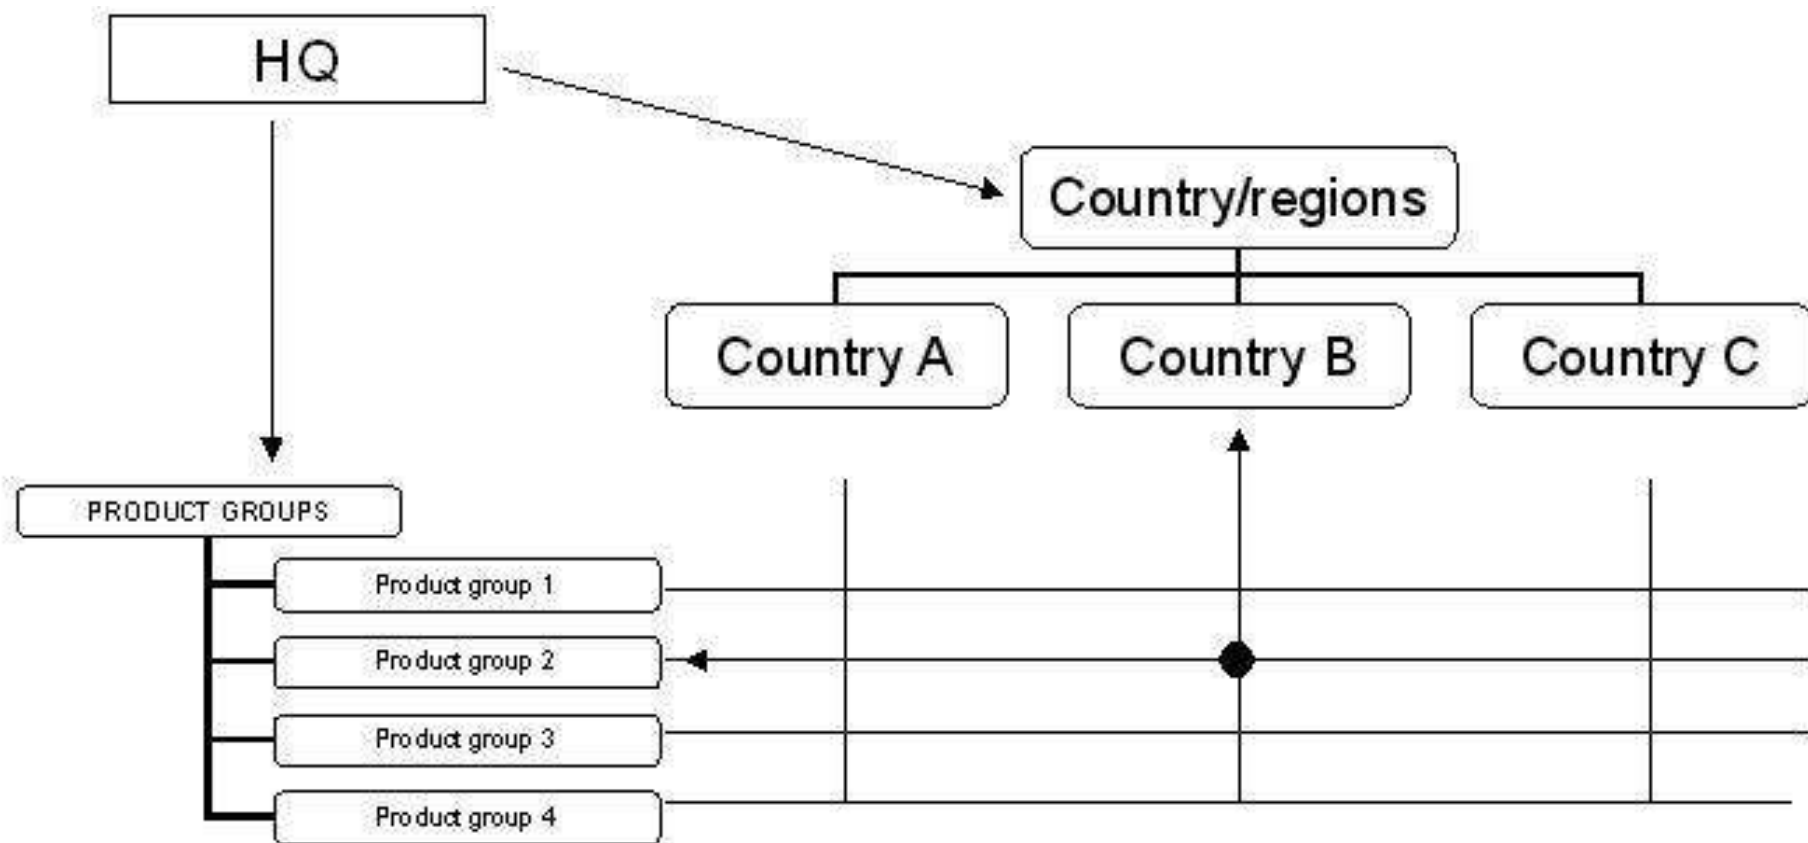 HQ
Country/regions
Country A
Country B
Country C
PRODUCT GROUPS
Product group 1
Product group 2
Product group 3
Product group 4